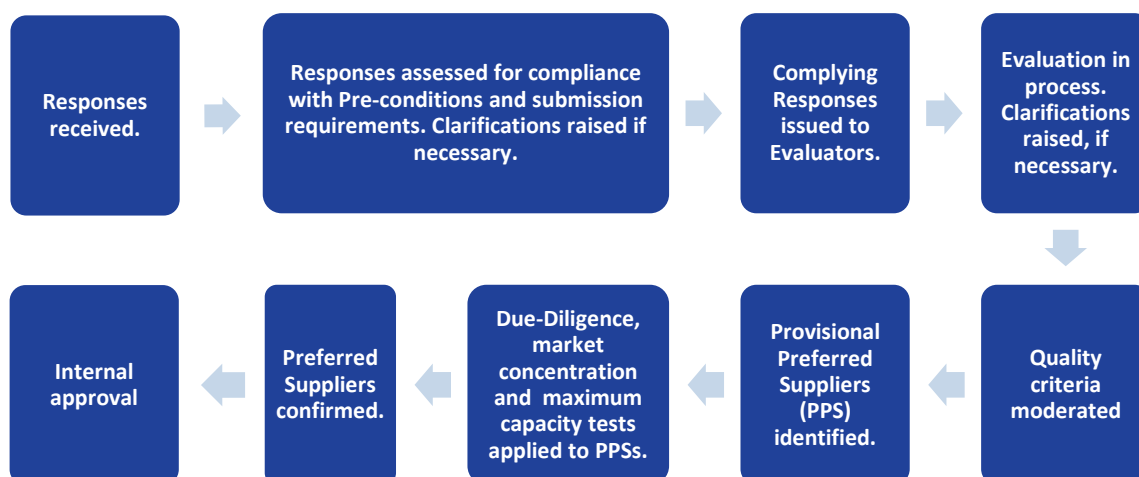 Responses
received.
Responses assessed for compliance
with Pre-conditions and submission
requirements. Clarifications raised if
necessary.
Complying
Responses
issued to
Evaluators.
Evaluation in
process.
Clarifications
raised, if
necessary.
Quality
criteria
moderated
Provisional
Preferred
Suppliers
(PPS)
identified.
Due-Diligence,
market
concentration
and maximum
capacity tests
applied to PPSs.
Preferred
Suppliers
confirmed.
Internal
approval